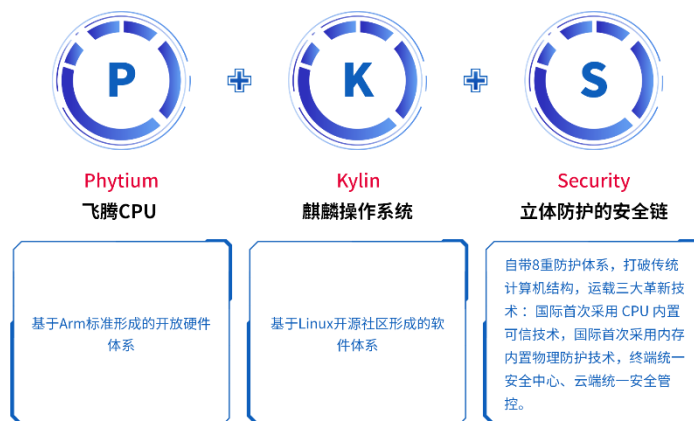 P
K
S
Phytium
飞腾CPU
基于Arm标准形成的开放硬件
体系
Kylin
麒麟操作系统
基于Linux开源社区形成的软
件体系
Security
立体防护的安全链
自带8重防护体系，打破传统
计算机结构，运载三大革新技
术：国际首次采用 CPU 内置
可信技术，国际首次采用内存
内置物理防护技术，终端统一
安全中心、云端统一安全管
控。